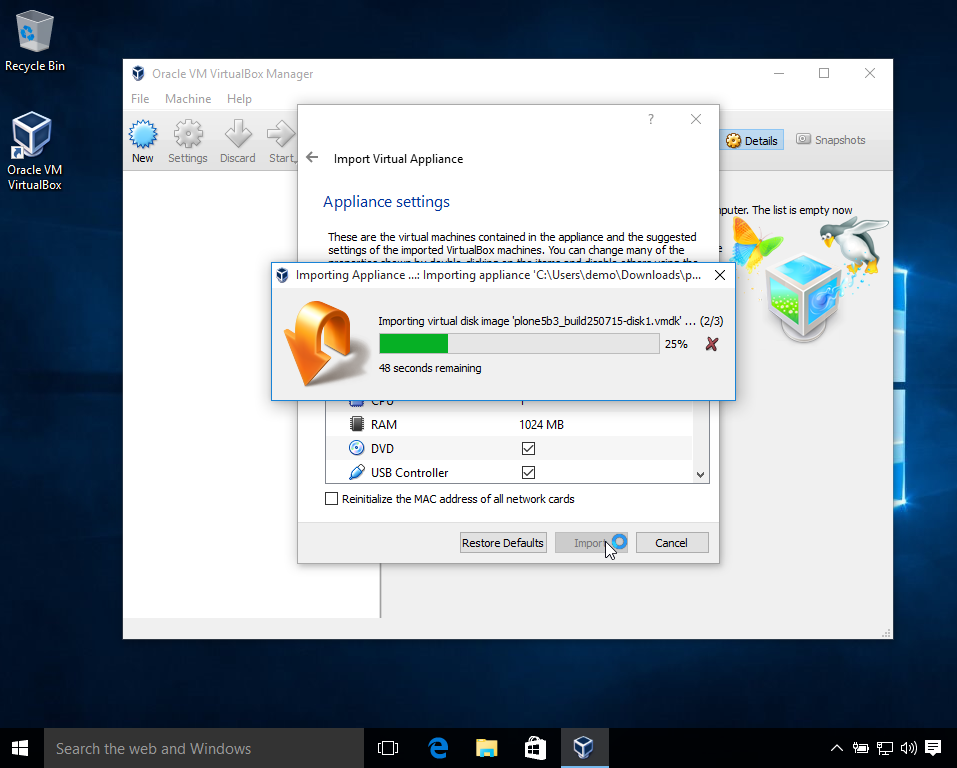 Recycle Bin
Oracle VM
VirtualBox
Oracle VM VirtualBox Manager
File Machine Help
New Settings Discard Start
Details Snapshots
mputer. The list is empty now
? 
Import Virtual Appliance
Appliance settings
These are the virtual machines contained in the appliance and the suggested
settings of the imported VirtualBox machines. You can change many of the
Importing Appliance ...: Importing appliance 'C:\Users\demo\Downloads\p...
Importing virtual disk image 'plone5b3_build250715-disk1.vmdk' ... (2/3)
25%
48 seconds remaining
CPU 1
RAM 1024 MB
DVD
USB Controller
Reinitialize the MAC address of all network cards
Restore Defaults Import Cancel
Search the web and Windows